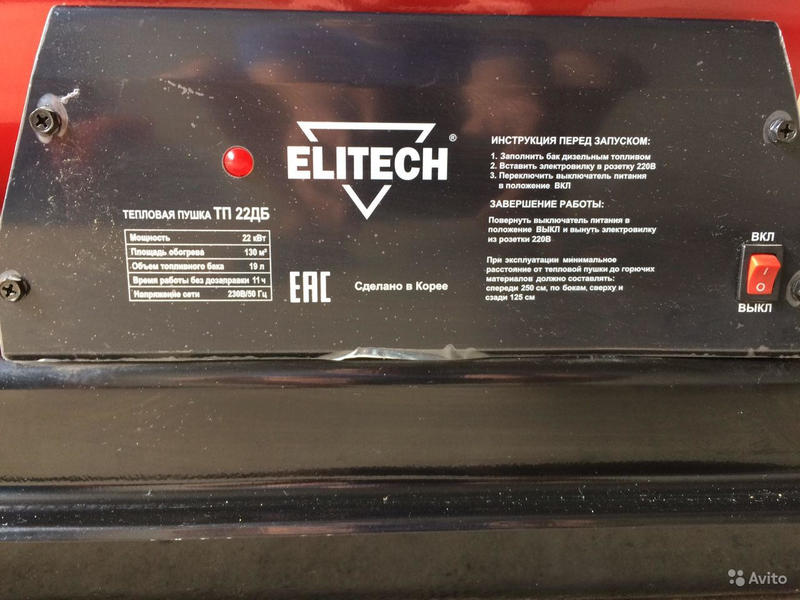 ELITECH®
ТЕПЛОВАЯ ПУШКА ТП 22ДБ
Мощность 22 кВт
Площадь обогрева 130 м²
Объем топливного бака 19 л
Время работы без дозаправки 11 ч
Напряжение сети 230В/50 Гц
EAC
Сделано в Корее
ИНСТРУКЦИЯ ПЕРЕД ЗАПУСКОМ:
1. Заполнить бак дизельным топливом
2. Вставить электровилку в розетку 220В
3. Переключить выключатель питания
в положение ВКЛ
ЗАВЕРШЕНИЕ РАБОТЫ:
Повернуть выключатель питания в
положение ВЫКЛ и вынуть электровилку
из розетки 220В
При эксплуатации минимальное
расстояние от тепловой пушки до горючих
материалов должно составлять:
спереди 250 см, по бокам, сверху и
сзади 125 см
ВКЛ
ВЫКЛ
Avito